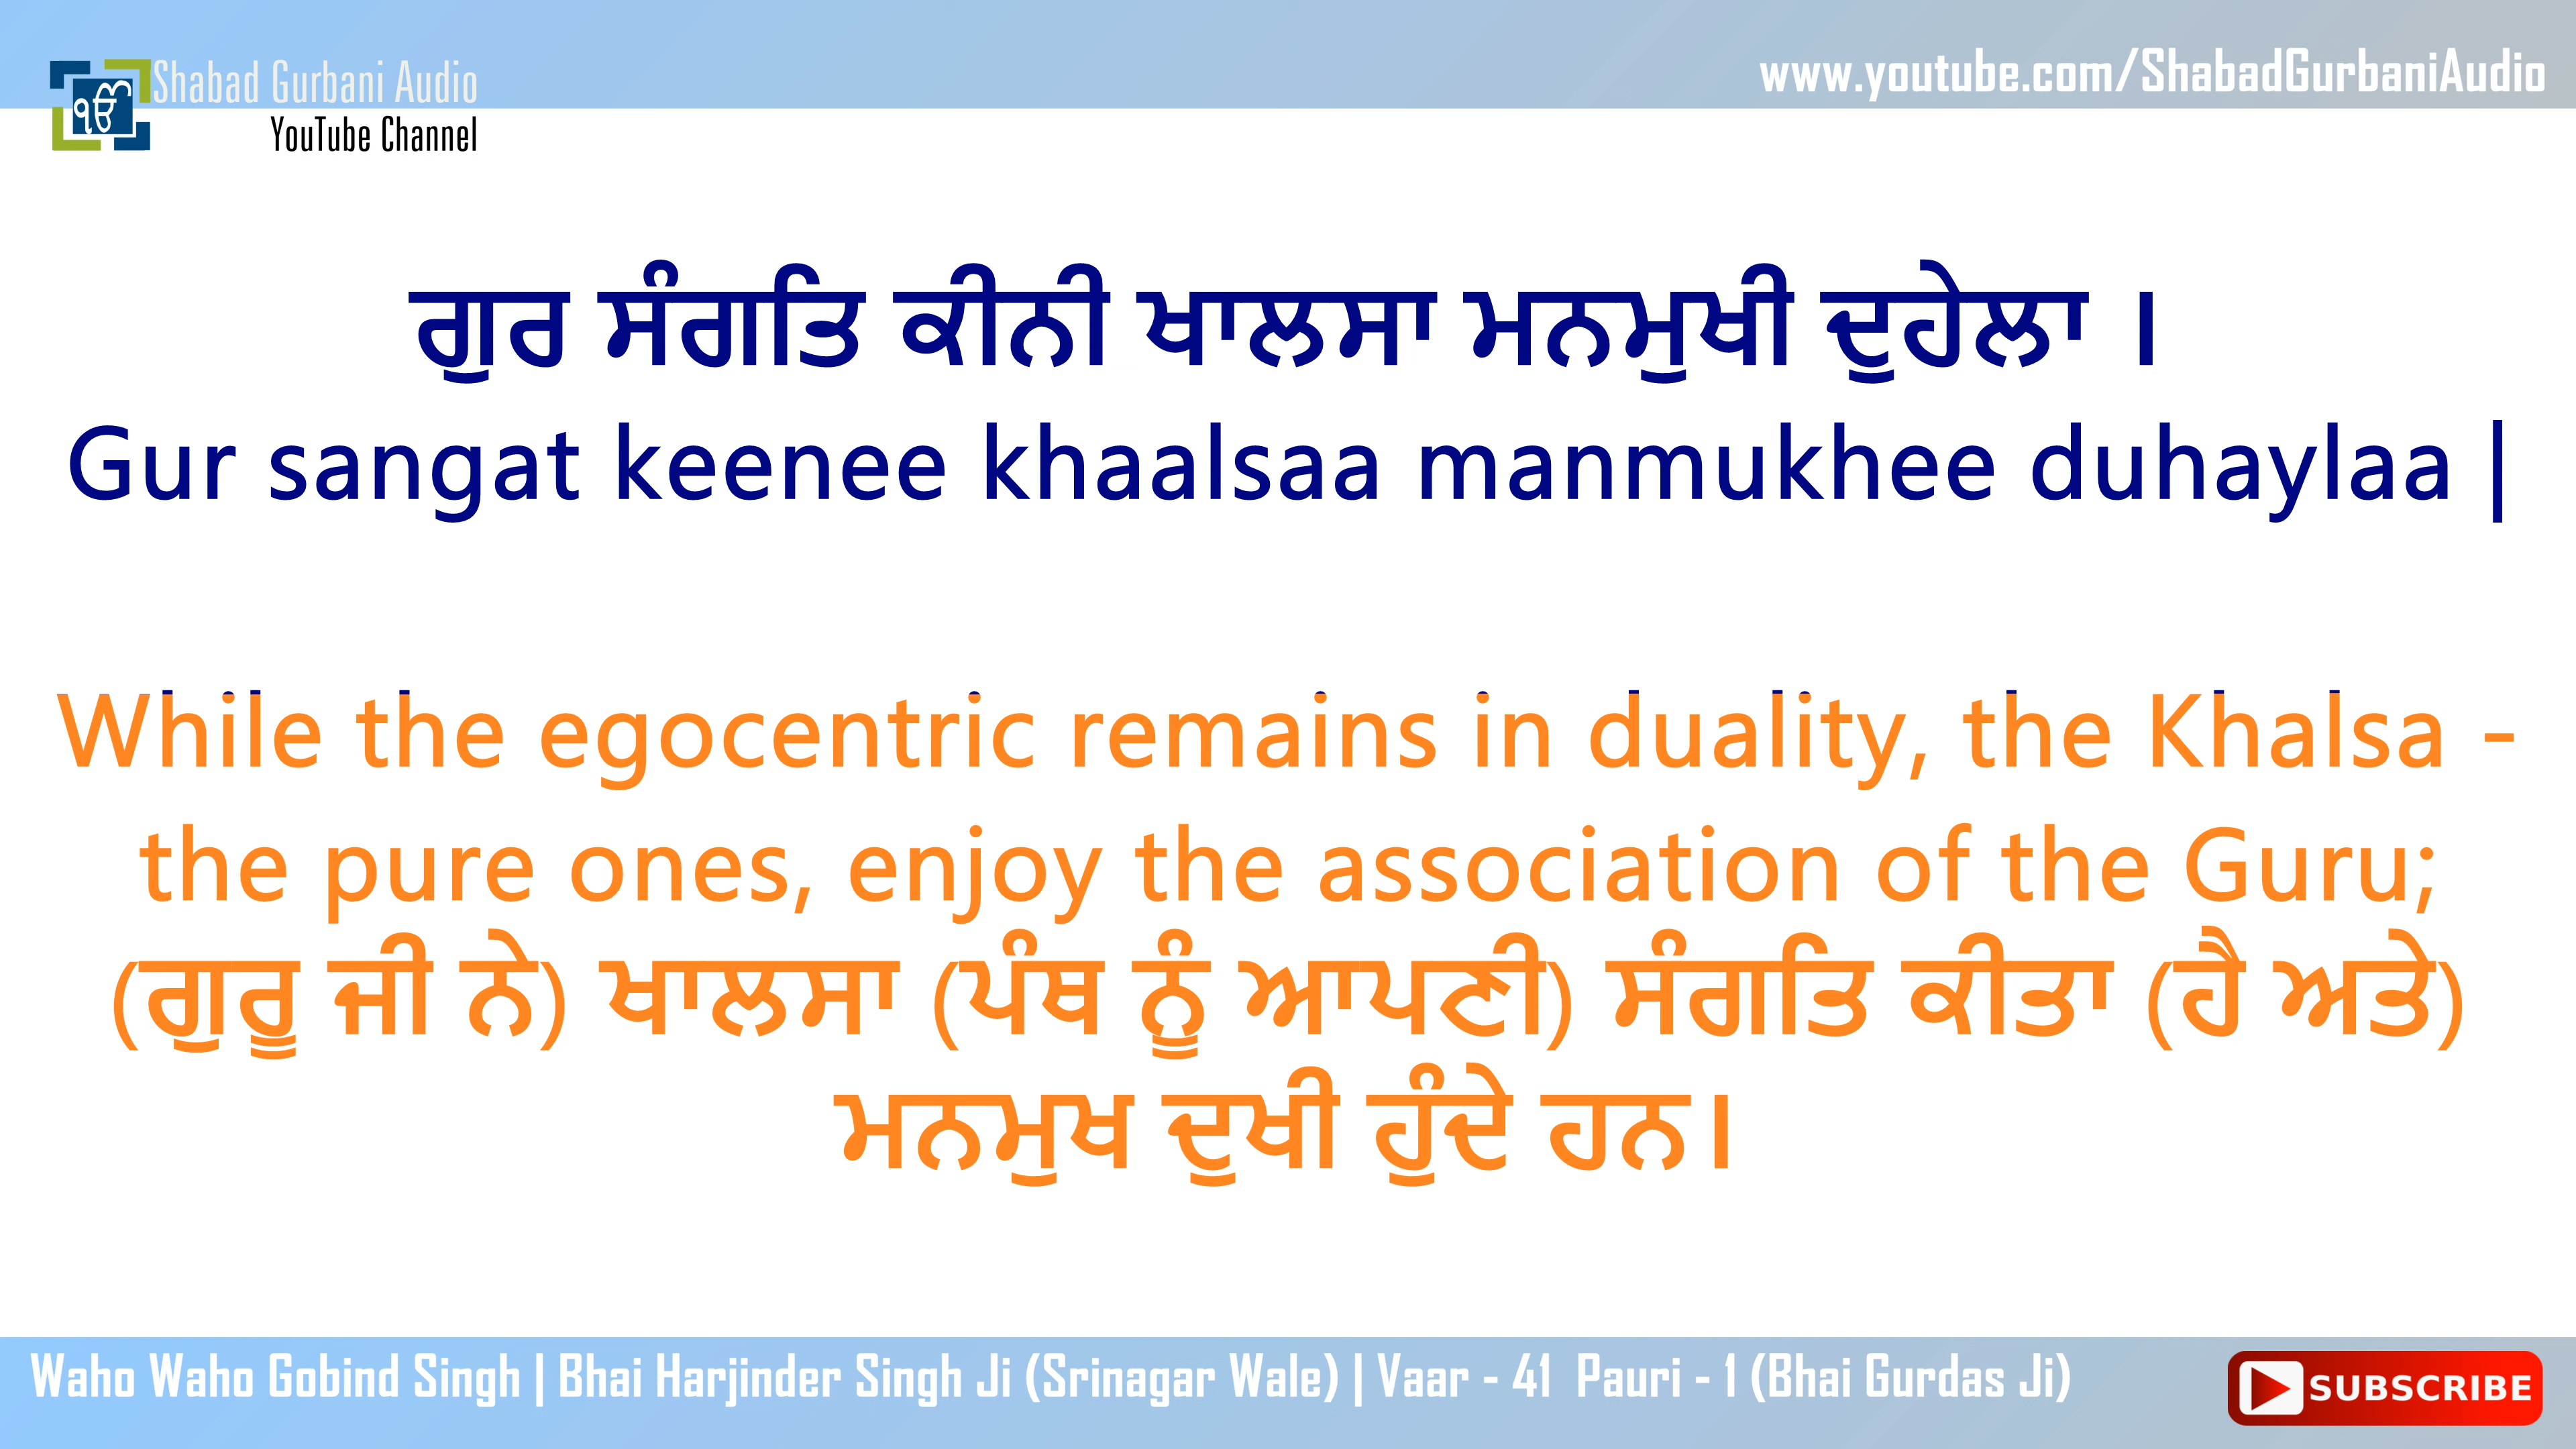 Shabad Gurbani Audio
YouTube Channel
www.youtube.com/ShabadGurbaniAudio
ੴ
ਗੁਰ ਸੰਗਤਿ ਕੀਨੀ ਖਾਲਸਾ ਮਨਮੁਖੀ ਦੁਹੇਲਾ ।
Gur sangat keenee khaalsaa manmukhee duhaylaa |
While the egocentric remains in duality, the Khalsa -
the pure ones, enjoy the association of the Guru;
(ਗੁਰੂ ਜੀ ਨੇ) ਖਾਲਸਾ (ਪੰਥ ਨੂੰ ਆਪਣੀ) ਸੰਗਤਿ ਕੀਤਾ (ਹੈ ਅਤੇ)
ਮਨਮੁਖ ਦੁਖੀ ਹੁੰਦੇ ਹਨ।
Waho Waho Gobind Singh | Bhai Harjinder Singh Ji (Srinagar Wale) | Vaar - 41 Pauri - 1 (Bhai Gurdas Ji)
SUBSCRIBE